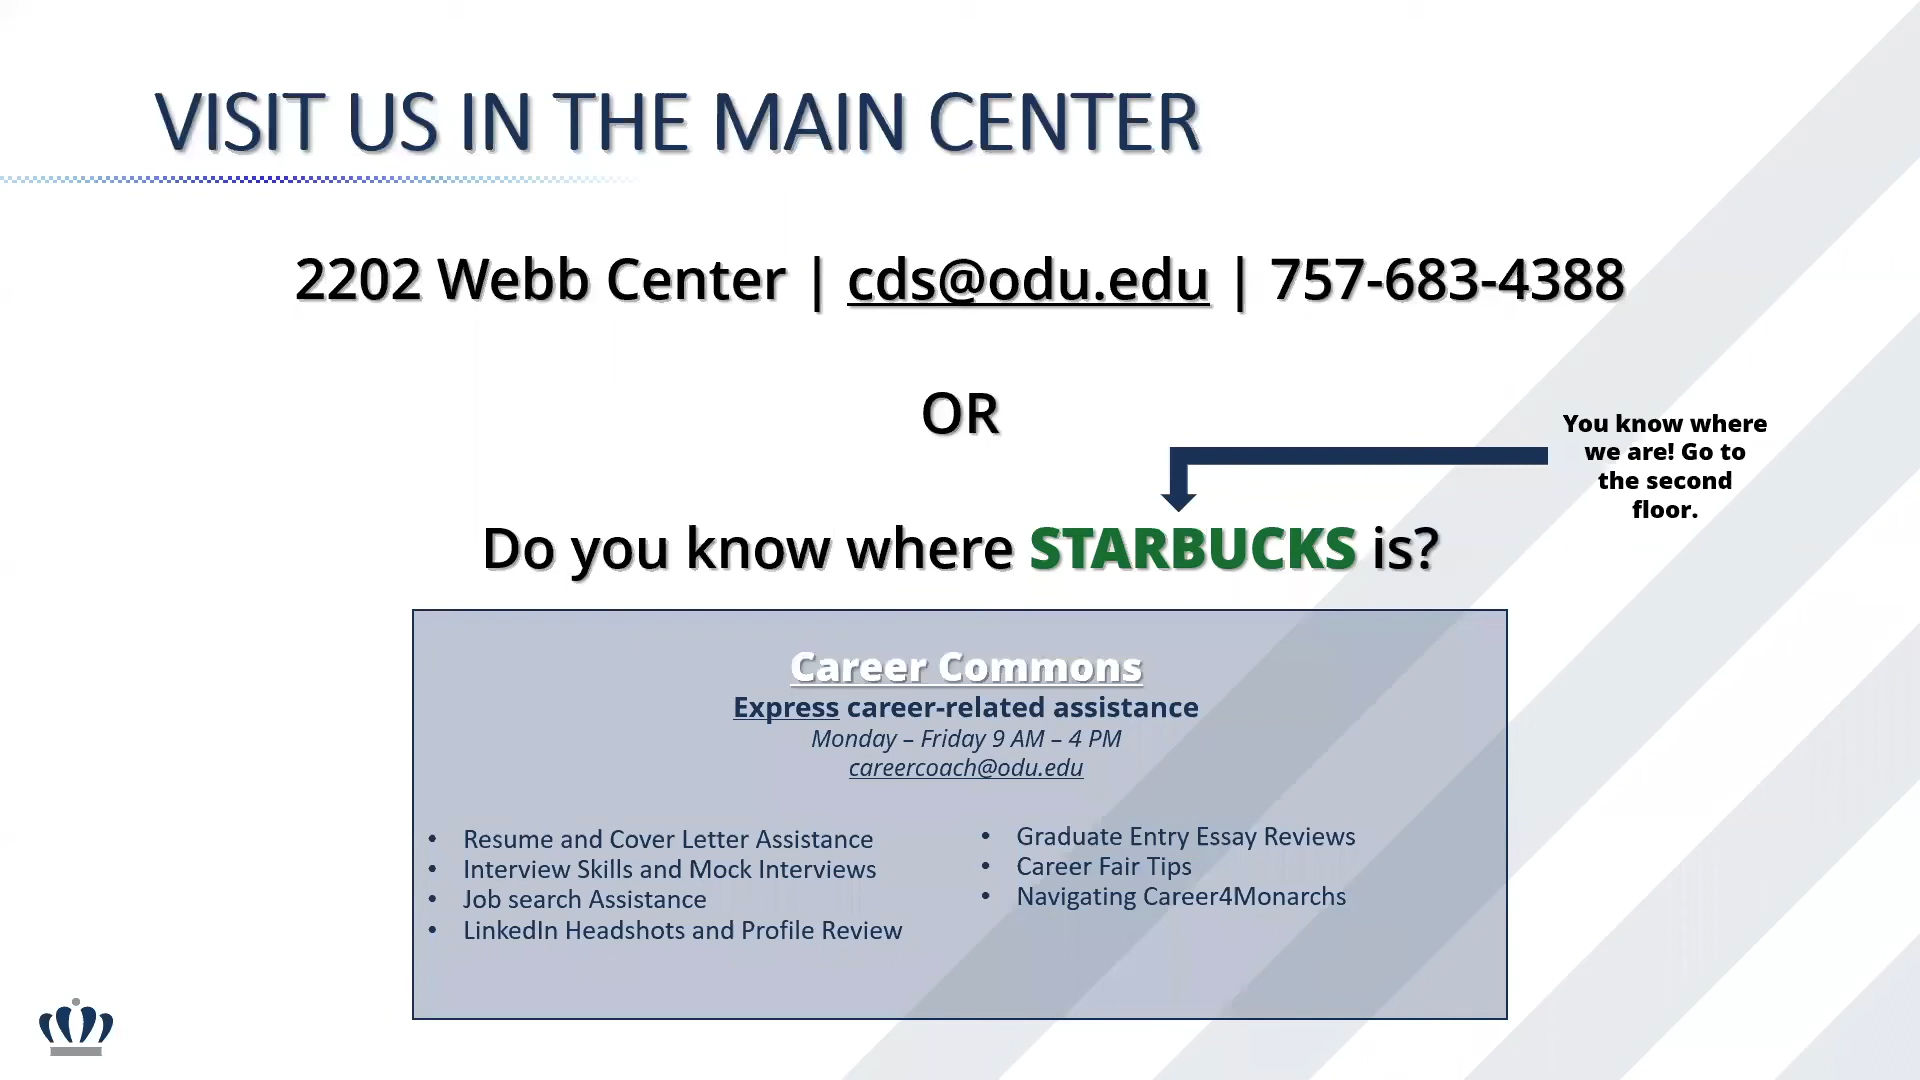 VISIT US IN THE MAIN CENTER
2202 Webb Center | cds@odu.edu | 757-683-4388
OR
You know where
we are! Go to
the second
floor.
Do you know where STARBUCKS is?
Career Commons
Express career-related assistance
Monday – Friday 9 AM – 4 PM
careercoach@odu.edu
• Resume and Cover Letter Assistance
• Interview Skills and Mock Interviews
• Job search Assistance
• LinkedIn Headshots and Profile Review
• Graduate Entry Essay Reviews
• Career Fair Tips
• Navigating Career4Monarchs